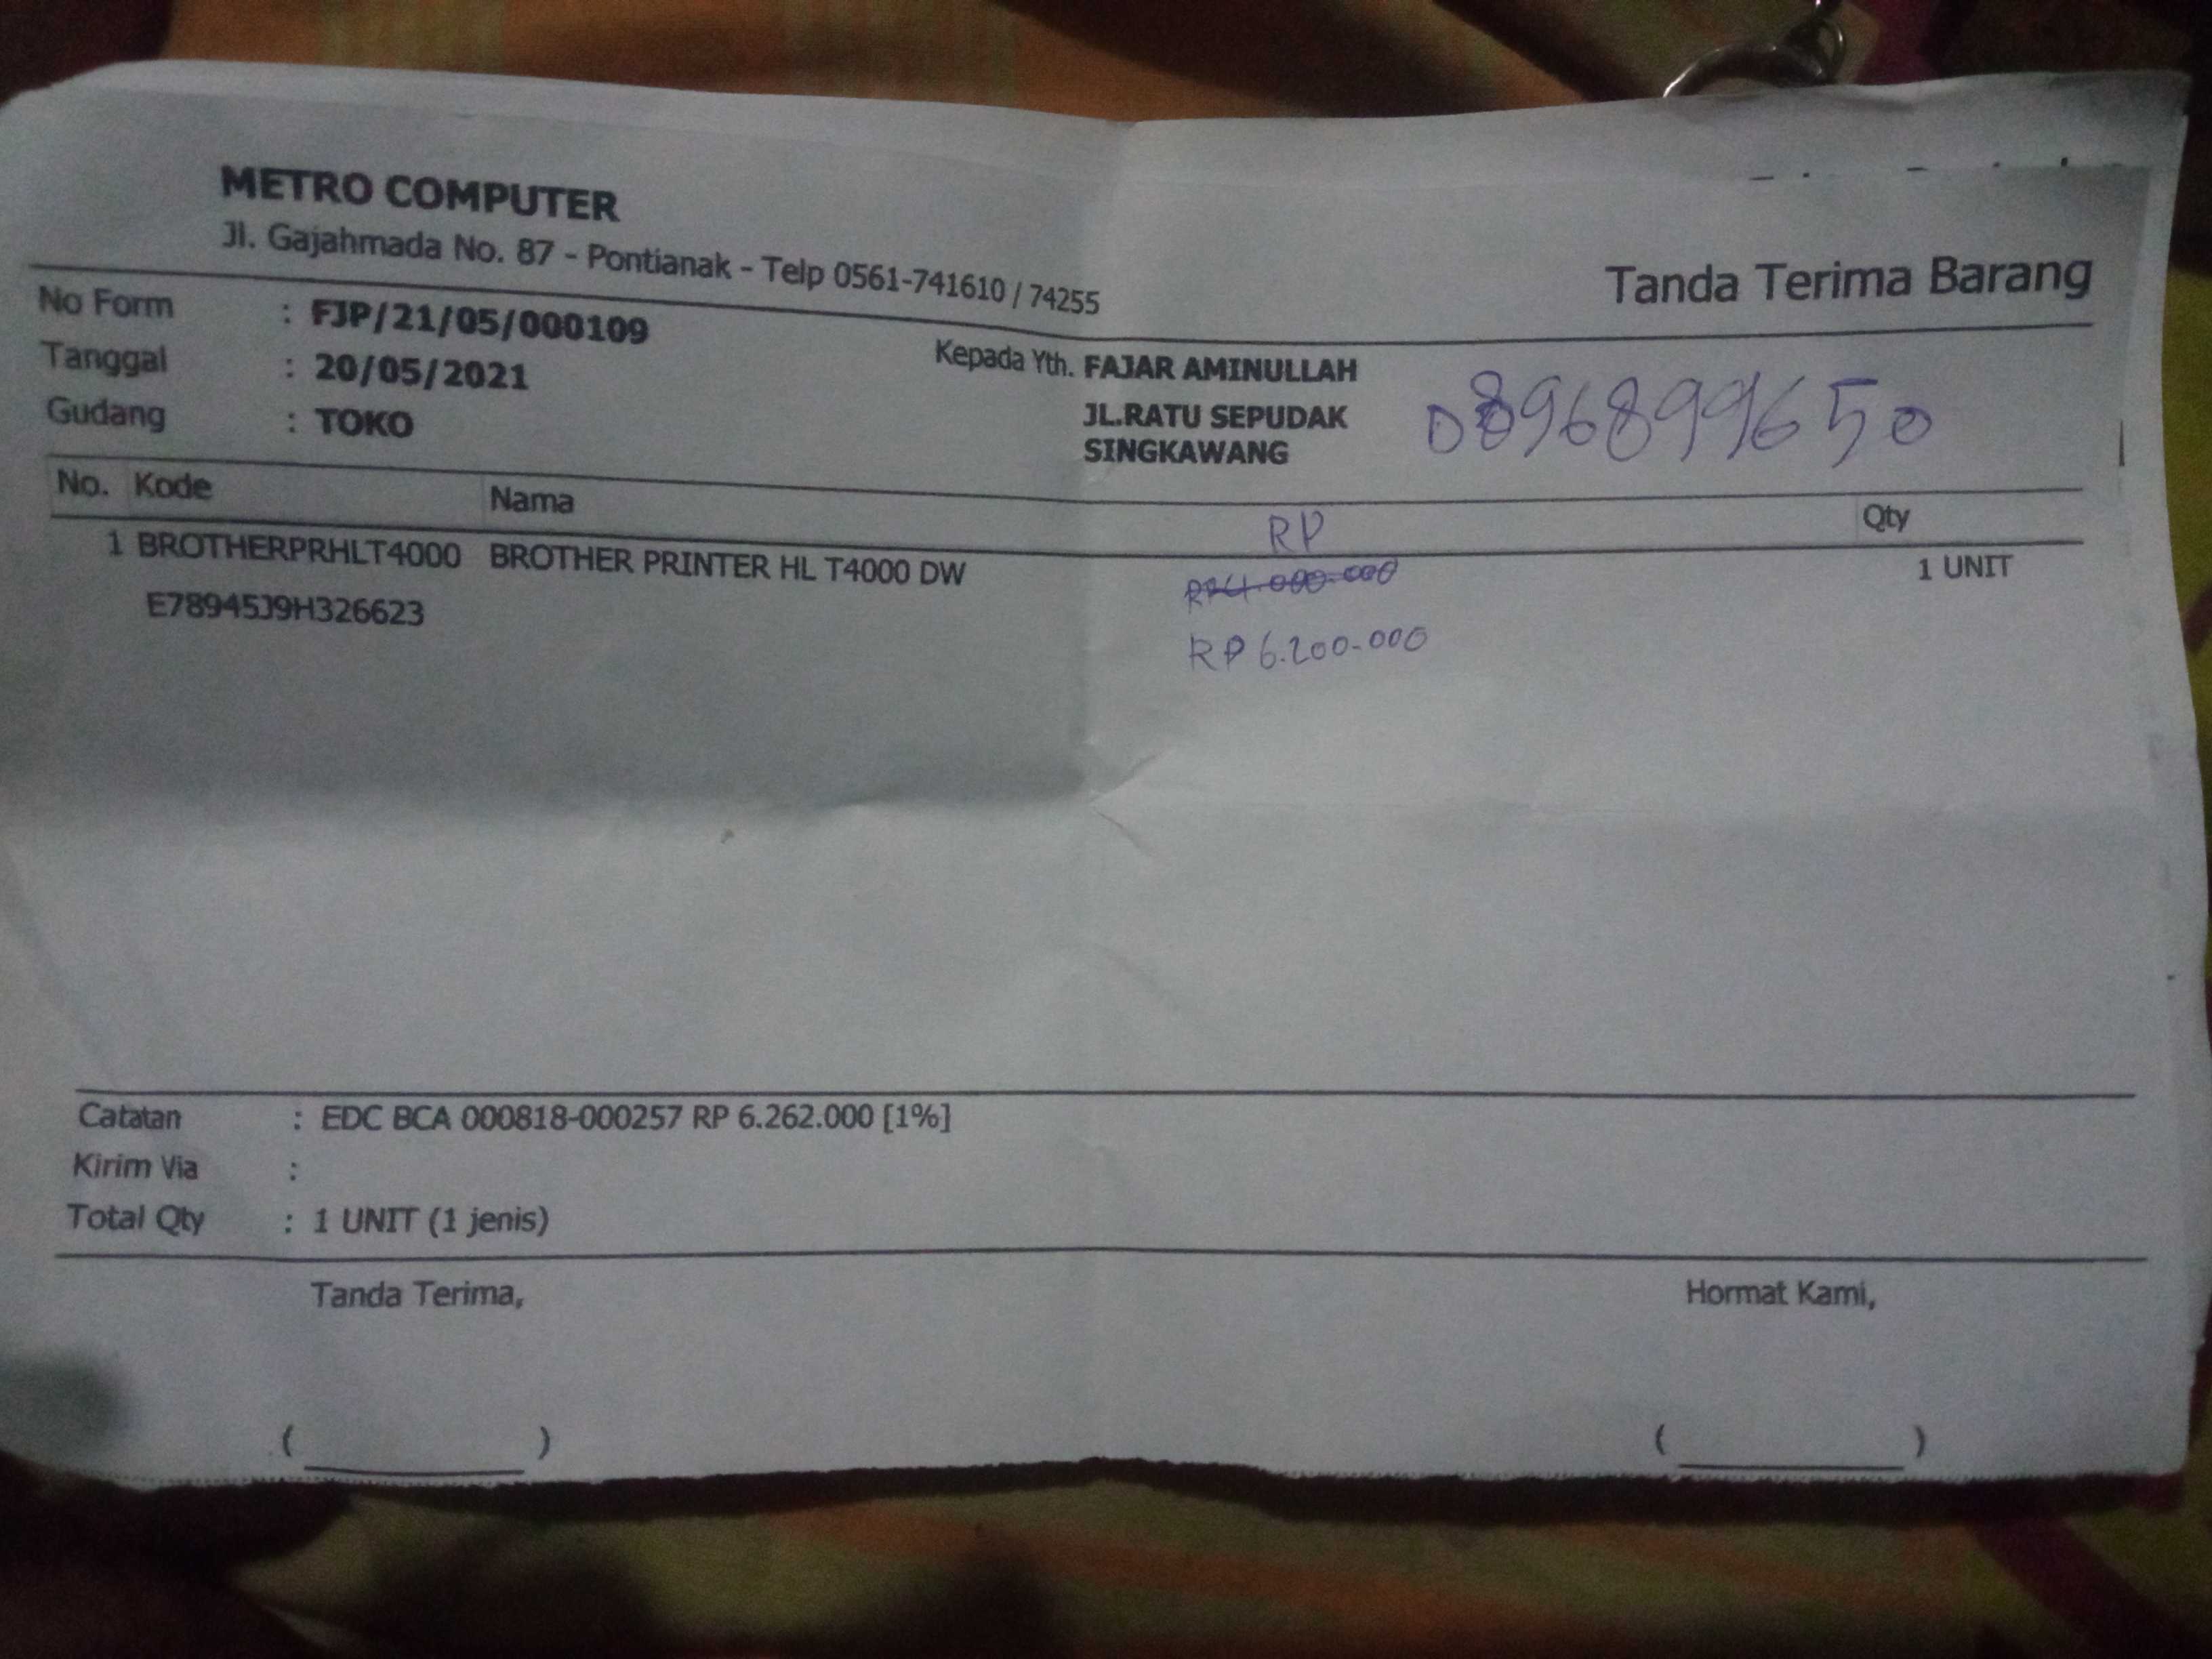 METRO COMPUTER
Jl. Gajahmada No. 87 - Pontianak - Telp 0561-741610 / 74255
Tanda Terima Barang
No Form : FJP/21/05/000109
Tanggal : 20/05/2021
Gudang : TOKO
Kepada Yth. FAJAR AMINULLAH
JL.RATU SEPUDAK
SINGKAWANG
0896899650
No. Kode Nama Qty
RP
1 BROTHERPRHLT4000 BROTHER PRINTER HL T4000 DW 1 UNIT
E78945J9H326623
RP 6.200.000
Catatan : EDC BCA 000818-000257 RP 6.262.000 [1%]
Kirim Via :
Total Qty : 1 UNIT (1 jenis)
Tanda Terima, Hormat Kami,
( ________ ) ( ________ )